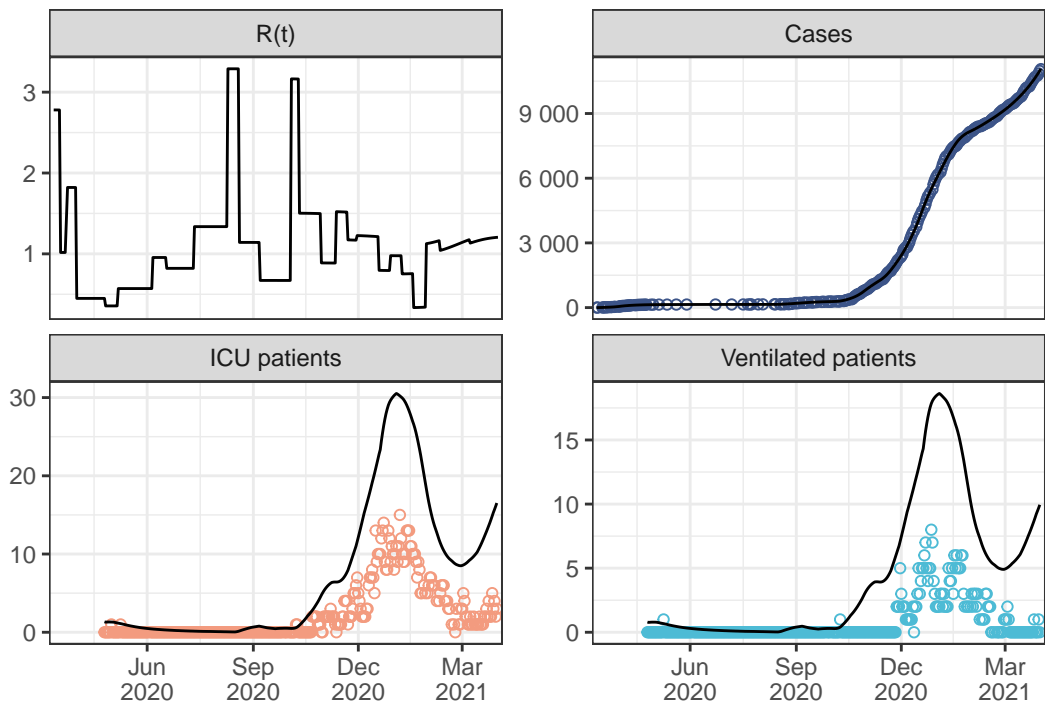 R(t)
Cases
3
2
1
9 000
6 000
3 000
0
ICU patients
Ventilated patients
30
20
10
0
15
10
5
0
Jun Sep Dec Mar
2020 2020 2020 2021
Jun Sep Dec Mar
2020 2020 2020 2021